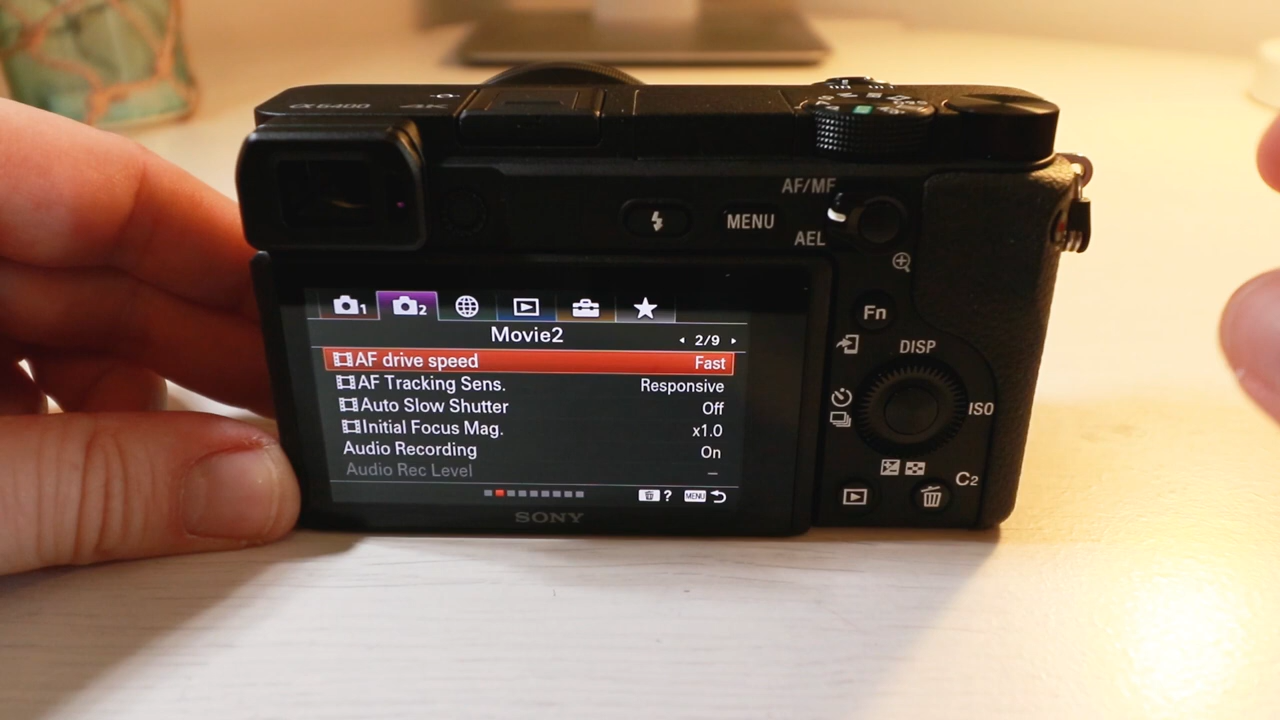 α6400 4K
AF/MF
MENU
AEL
Fn
DISP
ISO
C2
1 2
Movie2 2/9
AF drive speed Fast
AF Tracking Sens. Responsive
Auto Slow Shutter Off
Initial Focus Mag. x1.0
Audio Recording On
Audio Rec Level –
? MENU
SONY